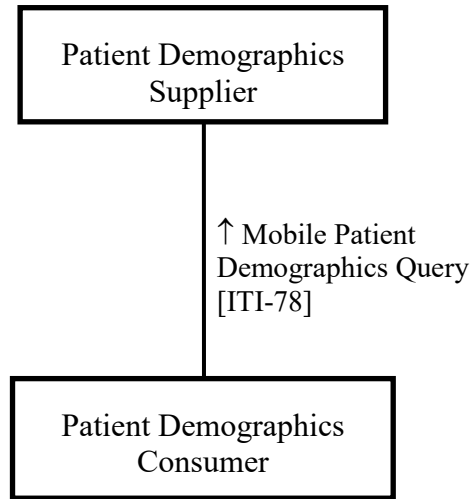 Patient Demographics
Supplier
↑ Mobile Patient
Demographics Query
[ITI-78]
Patient Demographics
Consumer